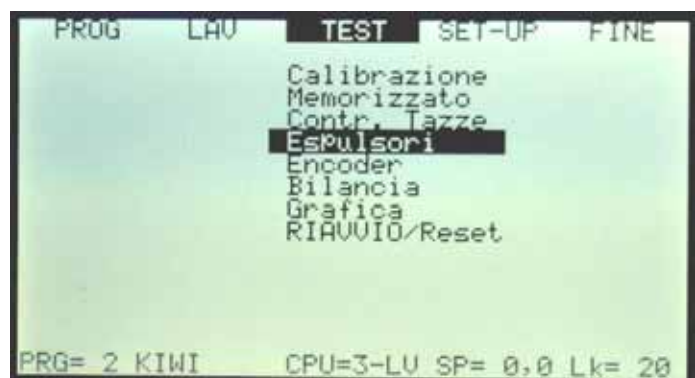 PROG LAV TEST SET-UP FINE
Calibrazione
Memorizzato
Contr. Tazze
Espulsori
Encoder
Bilancia
Grafica
RIAVVIO/Reset
PRG= 2 KIWI CPU=3-LV SP= 0,0 Lk= 20